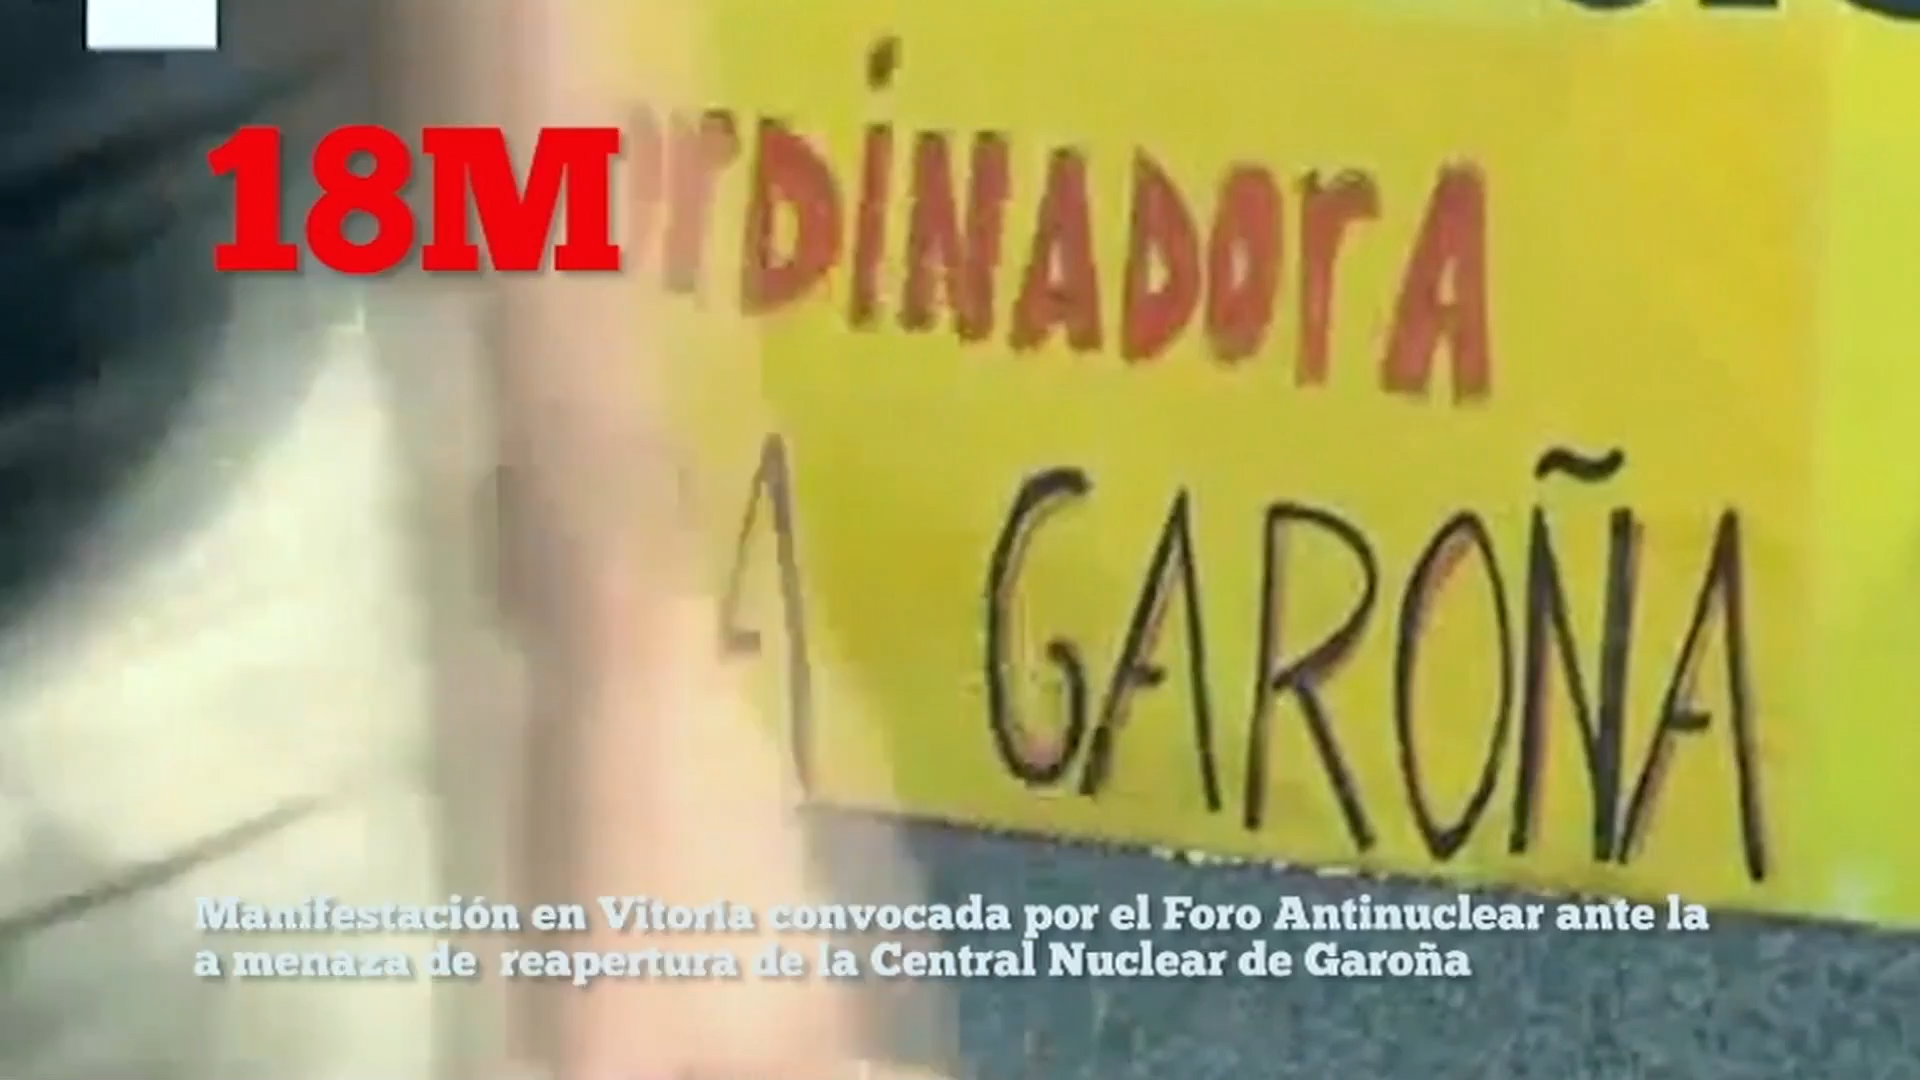 18M
RDiNADOrA
A GAROÑA
Manifestación en Vitoria convocada por el Foro Antinuclear ante la
a menaza de reapertura de la Central Nuclear de Garoña